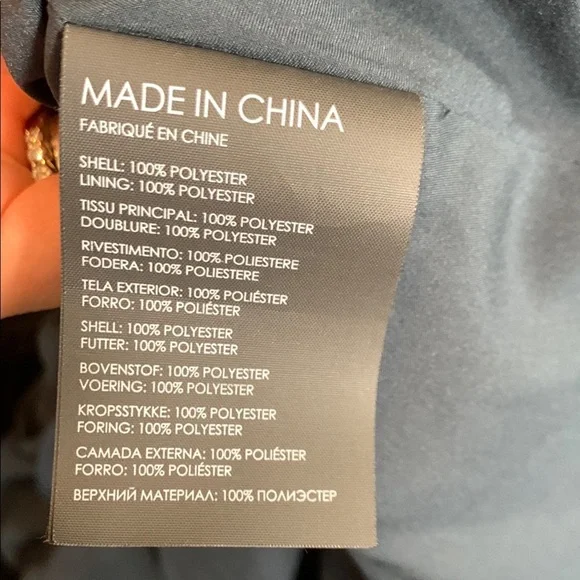 MADE IN CHINA
FABRIQUÉ EN CHINE
SHELL: 100% POLYESTER
LINING: 100% POLYESTER
TISSU PRINCIPAL: 100% POLYESTER
DOUBLURE: 100% POLYESTER
RIVESTIMENTO: 100% POLIESTERE
FODERA: 100% POLIESTERE
TELA EXTERIOR: 100% POLIÉSTER
FORRO: 100% POLIÉSTER
SHELL: 100% POLYESTER
FUTTER: 100% POLYESTER
BOVENSTOF: 100% POLYESTER
VOERING: 100% POLYESTER
KROPSSTYKKE: 100% POLYESTER
FORING: 100% POLYESTER
CAMADA EXTERNA: 100% POLIÉSTER
FORRO: 100% POLIÉSTER
ВЕРХНИЙ МАТЕРИАЛ: 100% ПОЛИЭСТЕР